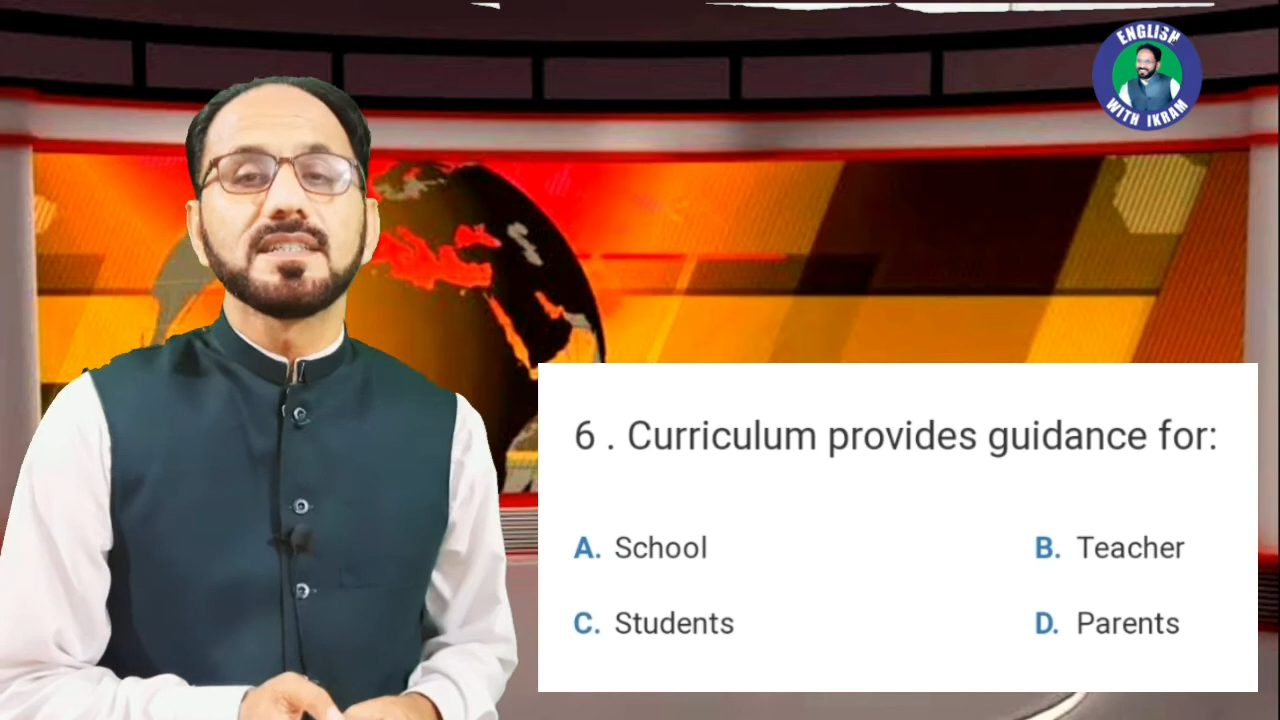 ENGLISH
WITH IKRAM
6 . Curriculum provides guidance for:
A. School
B. Teacher
C. Students
D. Parents